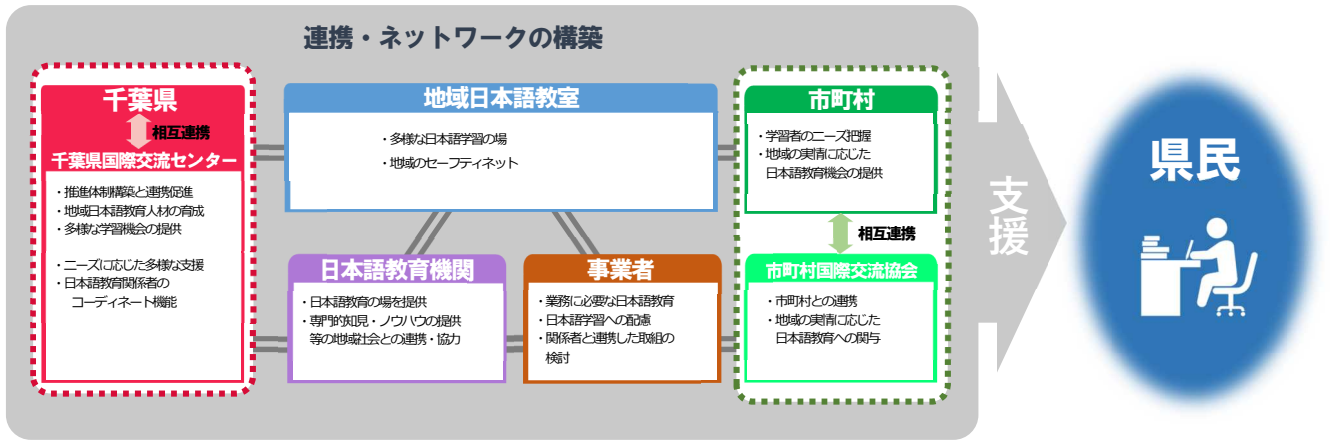 連携・ネットワークの構築
千葉県
相互連携
千葉県国際交流センター
・推進体制構築と連携促進
・地域日本語教育人材の育成
・多様な学習機会の提供
・ニーズに応じた多様な支援
・日本語教育関係者の
コーディネート機能
地域日本語教室
・多様な日本語学習の場
・地域のセーフティネット
日本語教育機関
・日本語教育の場を提供
・専門的知見・ノウハウの提供
等の地域社会との連携・協力
事業者
・業務に必要な日本語教育
・日本語学習への配慮
・関係者と連携した取組の
検討
市町村
・学習者のニーズ把握
・地域の実情に応じた
日本語教育機会の提供
相互連携
市町村国際交流協会
・市町村との連携
・地域の実情に応じた
日本語教育への関与
支援
県民